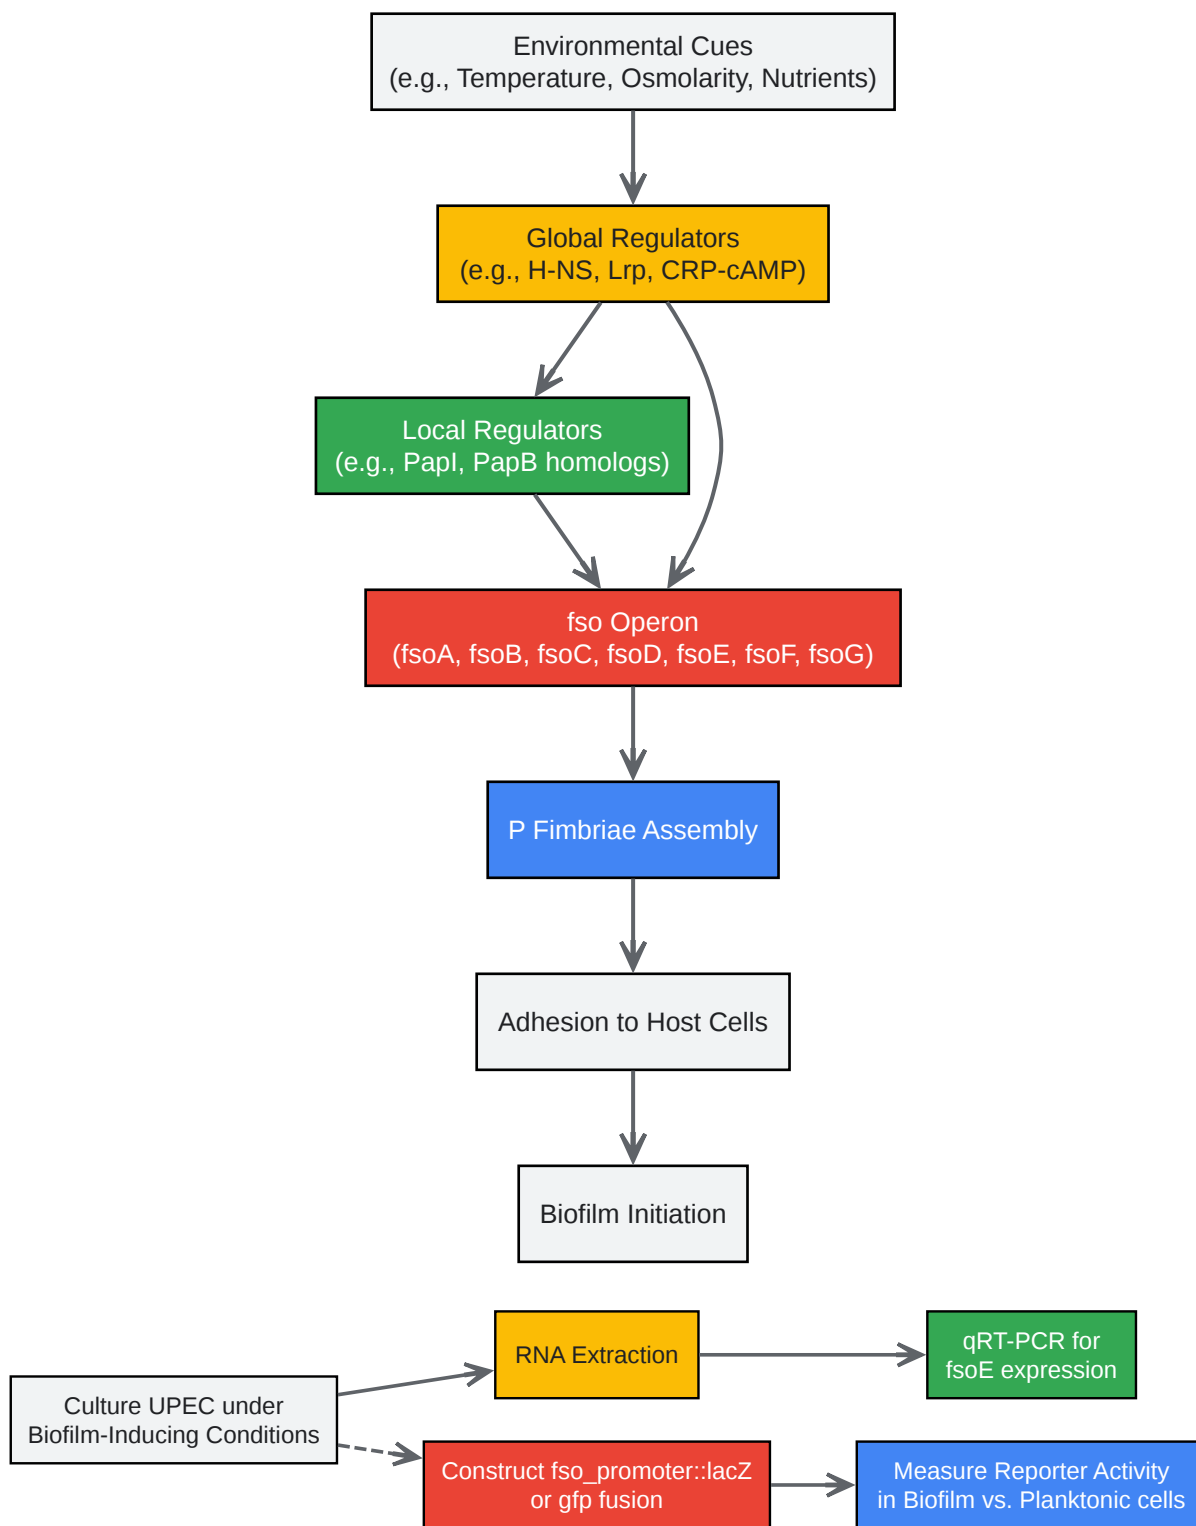 Environmental Cues
(e.g., Temperature, Osmolarity, Nutrients)
Global Regulators
(e.g., H-NS, Lrp, CRP-cAMP)
Local Regulators
(e.g., PapI, PapB homologs)
fso Operon
(fsoA, fsoB, fsoC, fsoD, fsoE, fsoF, fsoG)
P Fimbriae Assembly
Adhesion to Host Cells
Biofilm Initiation
Culture UPEC under
Biofilm-Inducing Conditions
RNA Extraction
qRT-PCR for
fsoE expression
Construct fso_promoter::lacZ
or gfp fusion
Measure Reporter Activity
in Biofilm vs. Planktonic cells